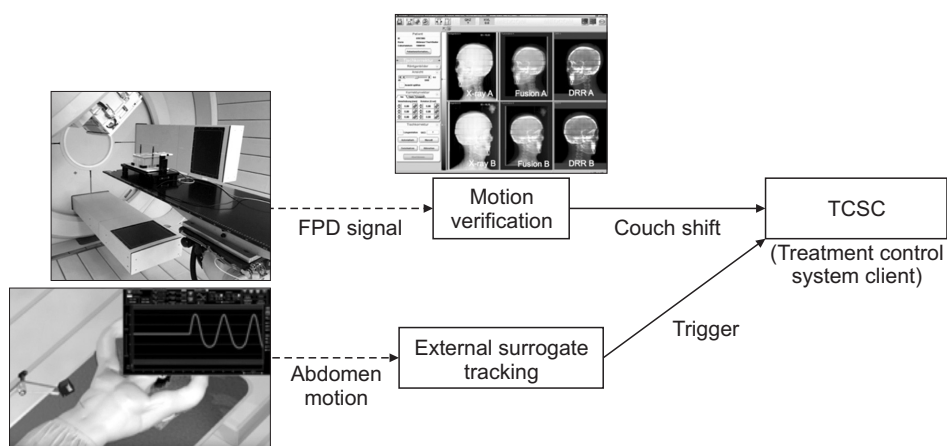 X-ray A
Fusion A
DRR A
X-ray B
Fusion B
DRR B
FPD signal
Motion
verification
Couch shift
TCSC
(Treatment control
system client)
Abdomen
motion
External surrogate
tracking
Trigger